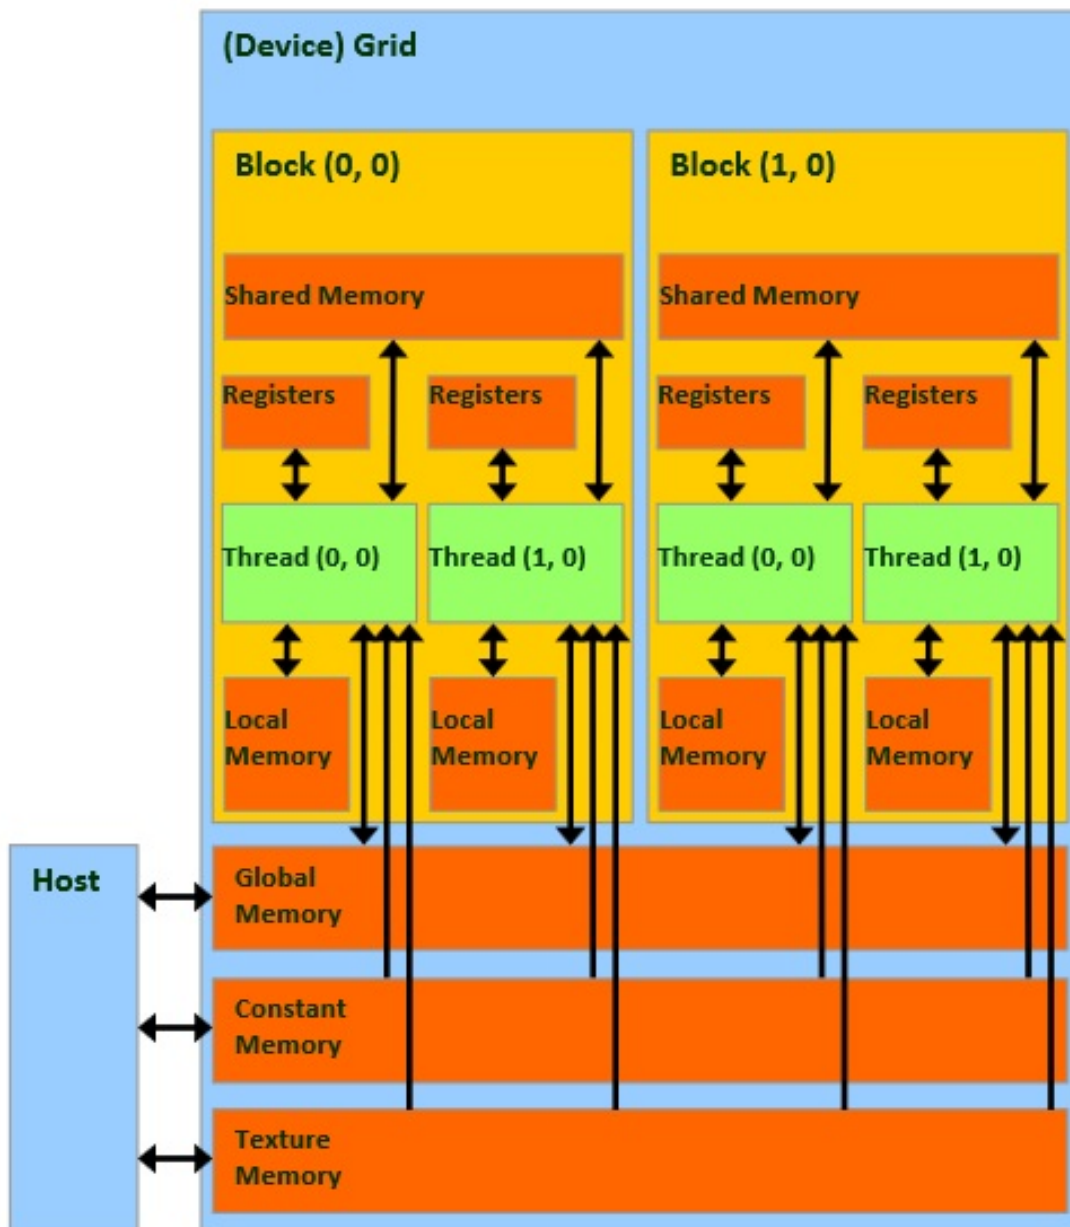 (Device) Grid
Block (0, 0)
Block (1, 0)
Shared Memory
Shared Memory
Registers
Registers
Registers
Registers
Thread (0, 0)
Thread (1, 0)
Thread (0, 0)
Thread (1, 0)
Local
Memory
Local
Memory
Local
Memory
Local
Memory
Host
Global
Memory
Constant
Memory
Texture
Memory